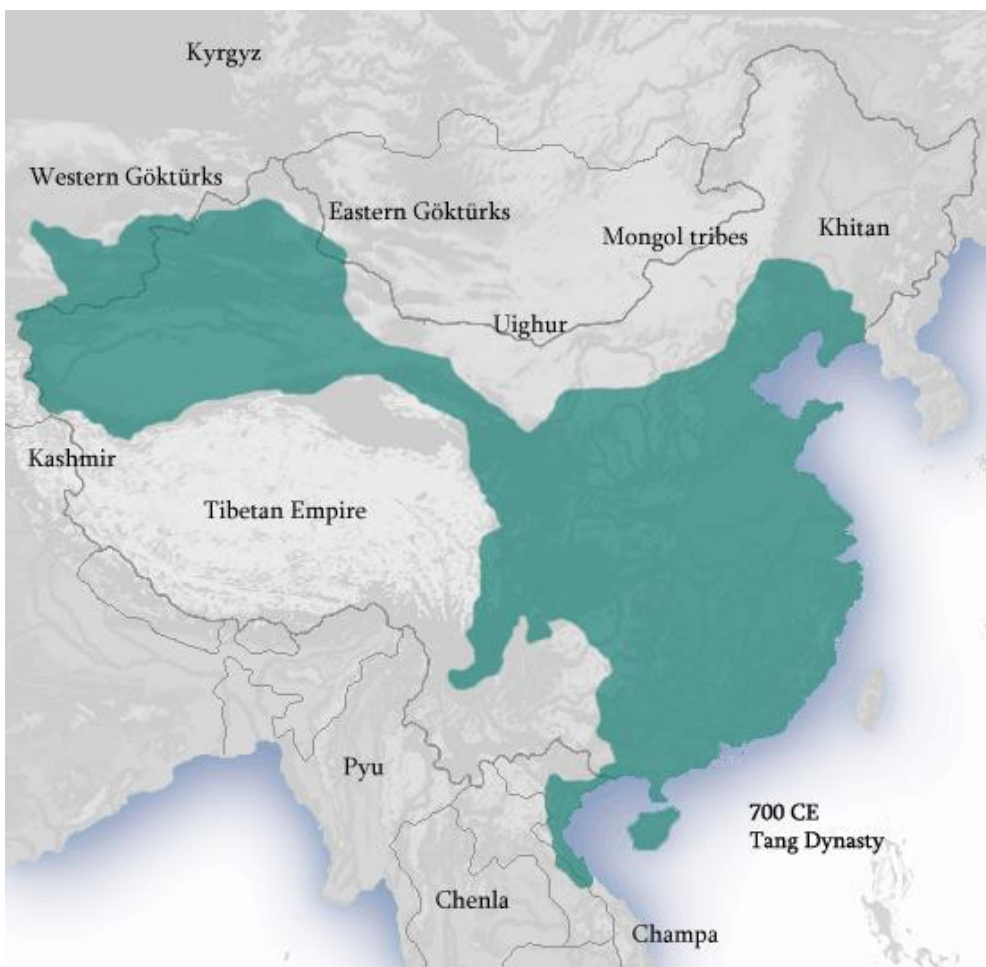 Kyrgyz
Western Göktürks
Eastern Göktürks
Mongol tribes
Khitan
Uighur
Kashmir
Tibetan Empire
Pyu
700 CE
Tang Dynasty
Chenla
Champa